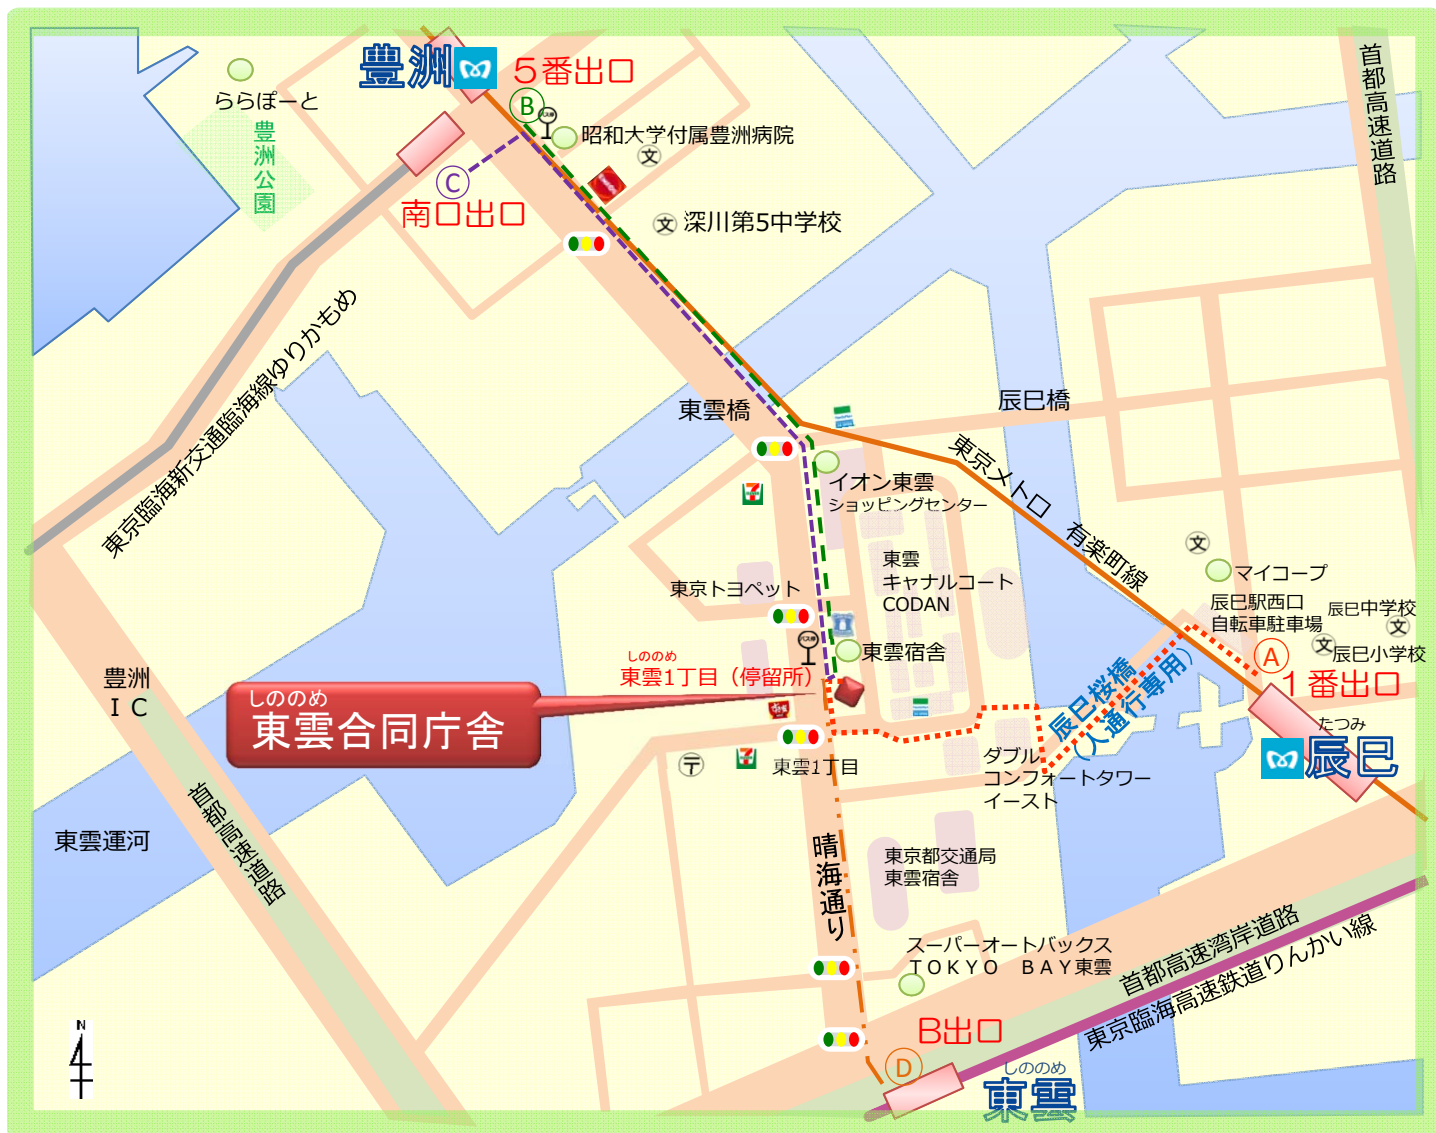 豊洲
5番出口
B
ららぽーと
豊洲公園
昭和大学付属豊洲病院
文
C
南口出口
文
深川第5中学校
首都高速道路
東京臨海新交通臨海線ゆりかもめ
東雲橋
辰巳橋
東京メトロ 有楽町線
イオン東雲
ショッピングセンター
東雲
キャナルコート
CODAN
東京トヨペット
文
マイコープ
辰巳駅西口
自転車駐車場
辰巳中学校
文
文
辰巳小学校
A
1番出口
たつみ
辰巳
バス停
東雲宿舎
しののめ
東雲1丁目（停留所）
しののめ
東雲合同庁舎
豊洲
ＩＣ
辰巳桜橋
（人通行専用）
〒
東雲1丁目
ダブル
コンフォートタワー
イースト
首都高速道路
東雲運河
晴海通り
東京都交通局
東雲宿舎
スーパーオートバックス
ＴＯＫＹＯ　ＢＡＹ東雲
首都高速湾岸道路
東京臨海高速鉄道りんかい線
B出口
D
しののめ
東雲
N